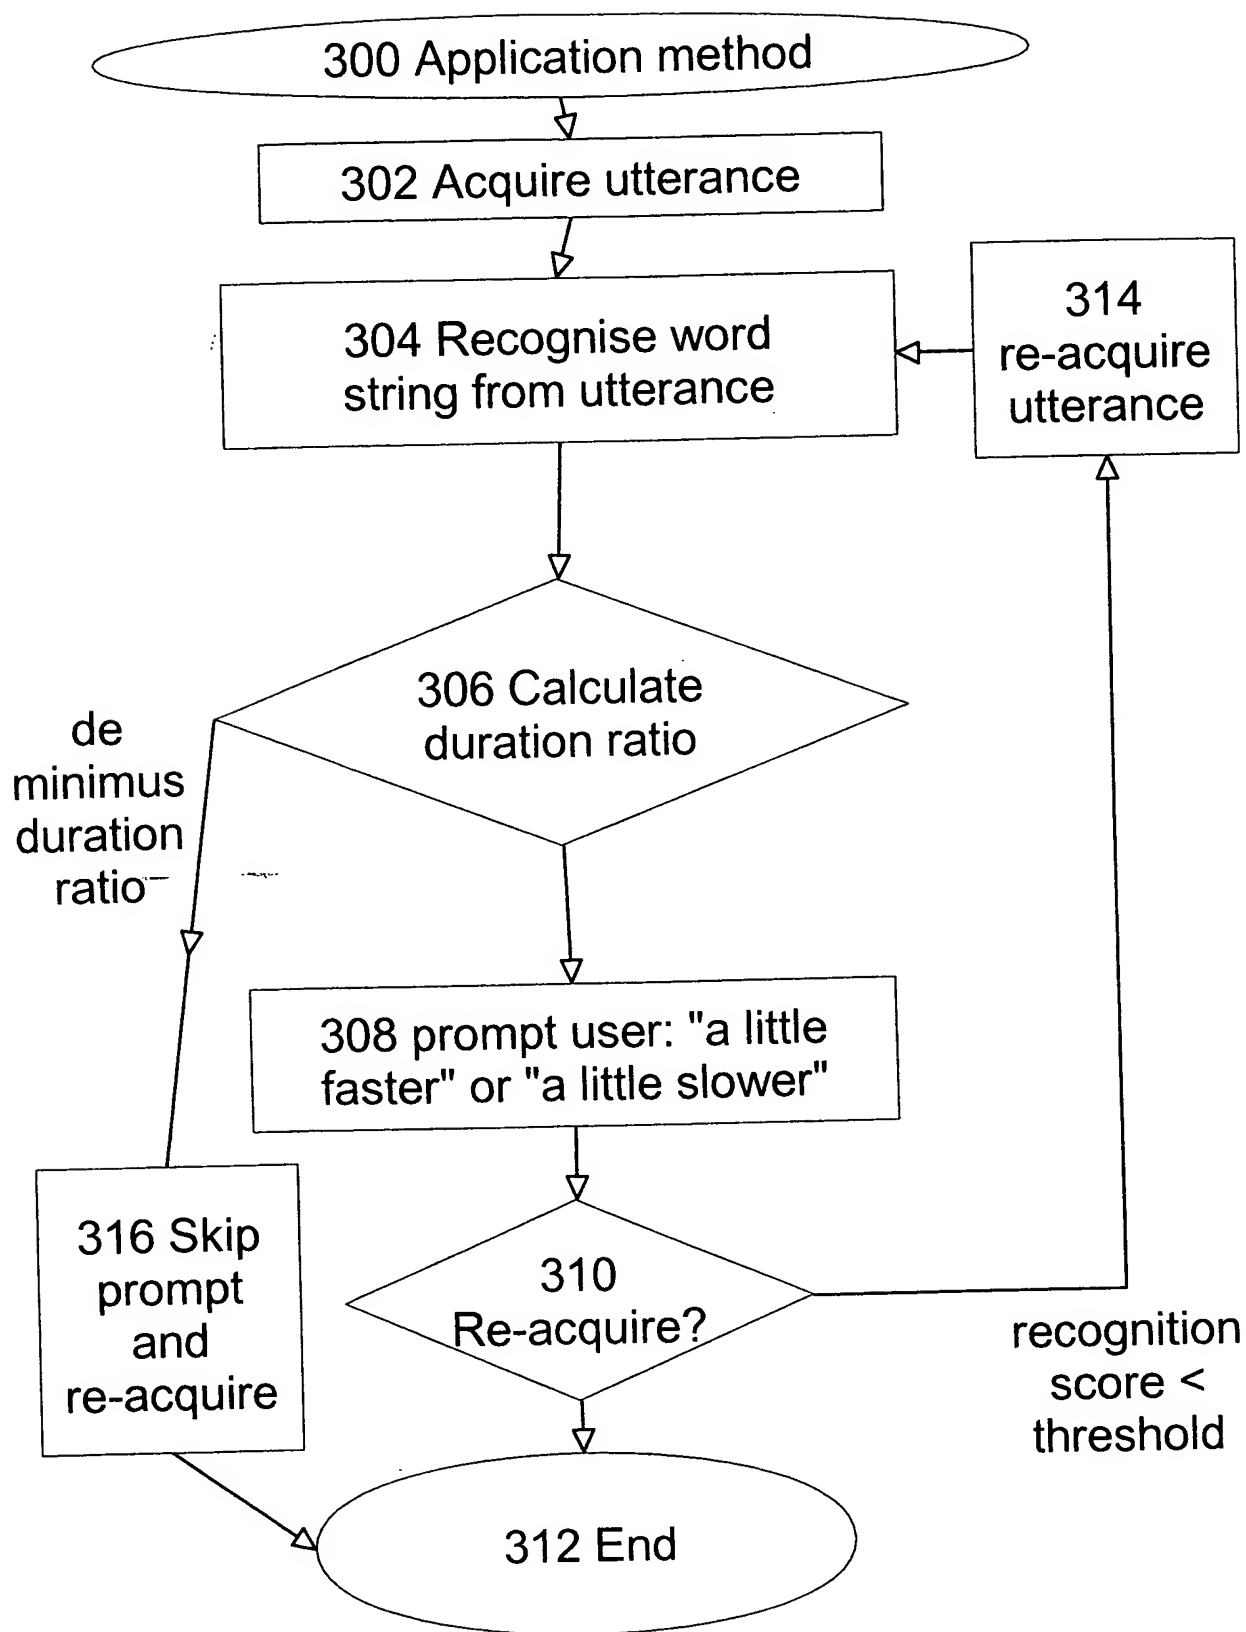 300 Application method
302 Acquire utterance
304 Recognise word
string from utterance
314
re-acquire
utterance
306 Calculate
duration ratio
de
minimus
duration
ratio
308 prompt user: "a little
faster" or "a little slower"
316 Skip
prompt
and
re-acquire
310
Re-acquire?
recognition
score <
threshold
312 End